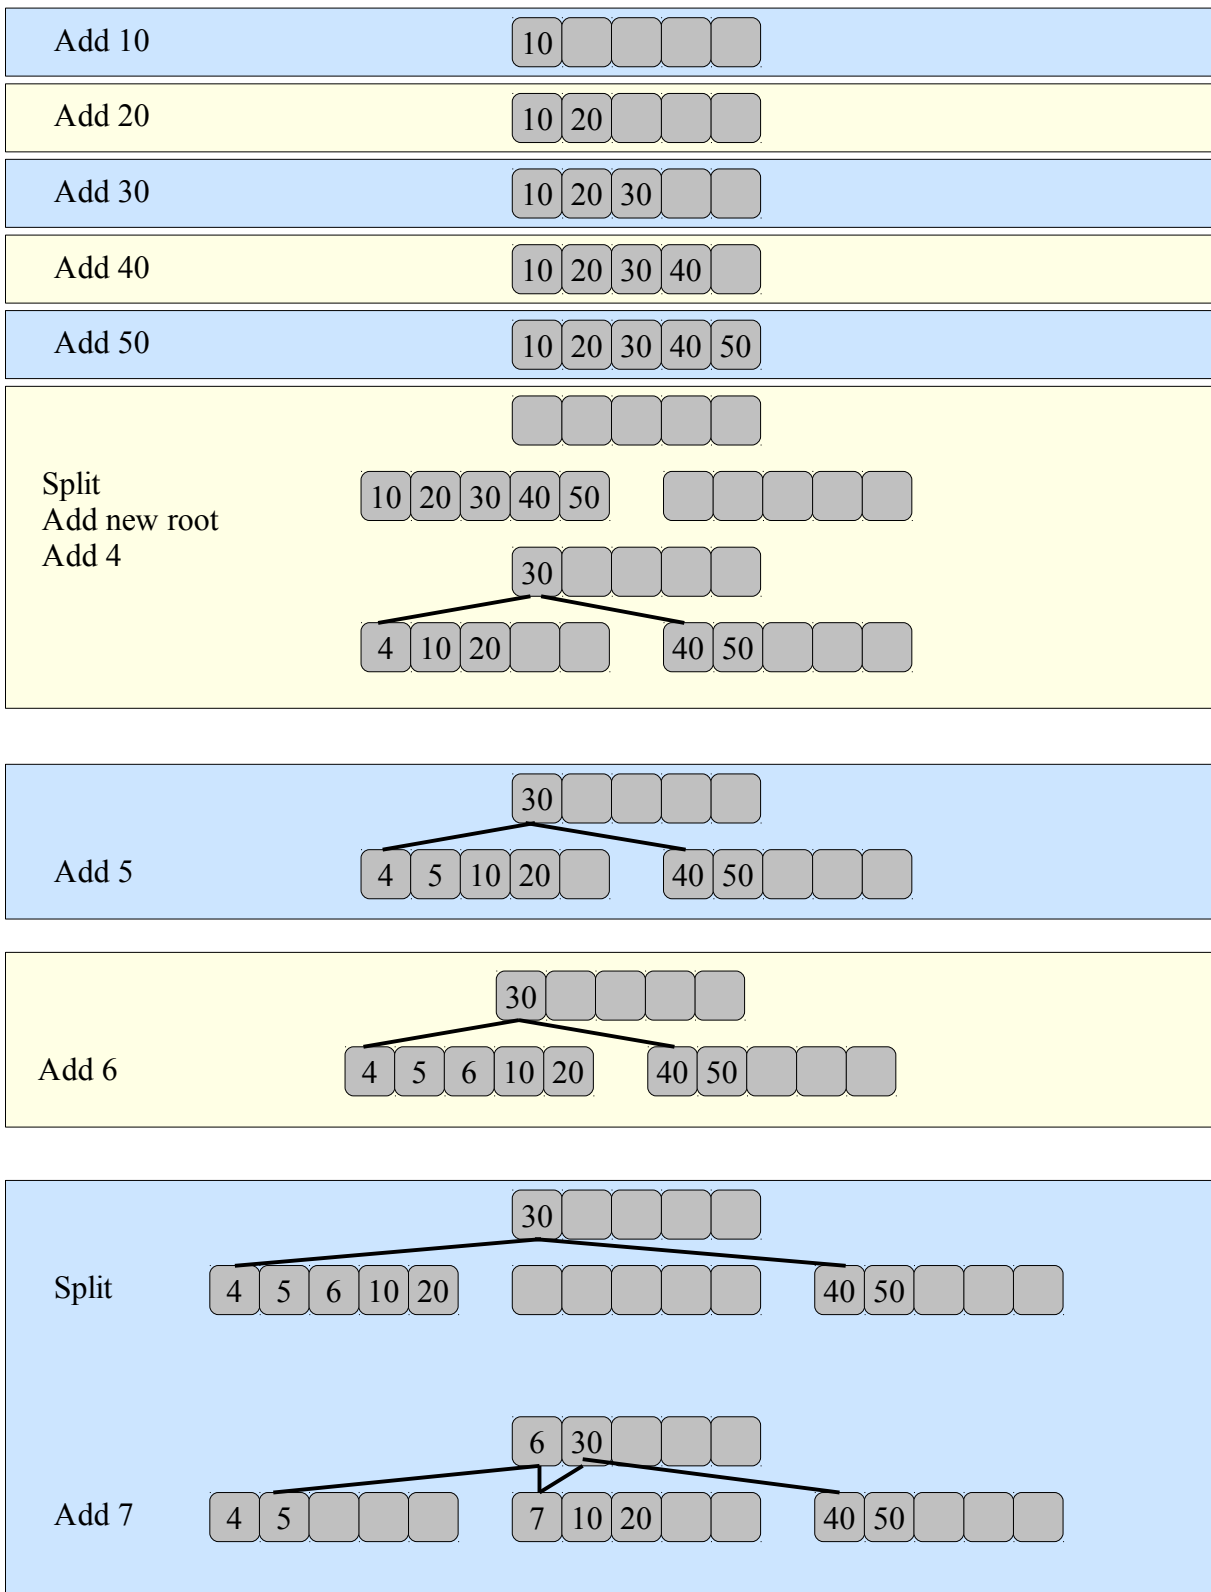 Add 10
10
Add 20
10 20
Add 30
10 20 30
Add 40
10 20 30 40
Add 50
10 20 30 40 50
Split
Add new root
Add 4
10 20 30 40 50
30
4 10 20 40 50
30
Add 5
4 5 10 20 40 50
30
Add 6
4 5 6 10 20 40 50
30
Split
4 5 6 10 20 40 50
6 30
Add 7
4 5 7 10 20 40 50